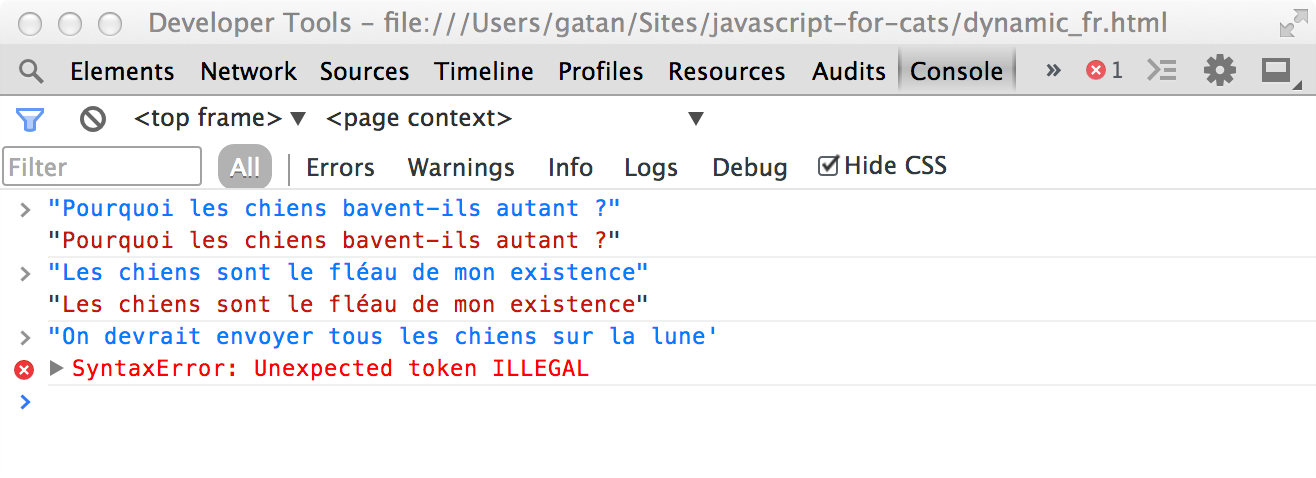 Developer Tools - file:///Users/gatan/Sites/javascript-for-cats/dynamic_fr.html
Elements Network Sources Timeline Profiles Resources Audits Console » 1
<top frame> ▼ <page context> ▼
Filter All Errors Warnings Info Logs Debug Hide CSS
> "Pourquoi les chiens bavent-ils autant ?"
"Pourquoi les chiens bavent-ils autant ?"
> "Les chiens sont le fléau de mon existence"
"Les chiens sont le fléau de mon existence"
> "On devrait envoyer tous les chiens sur la lune'
▶ SyntaxError: Unexpected token ILLEGAL
>